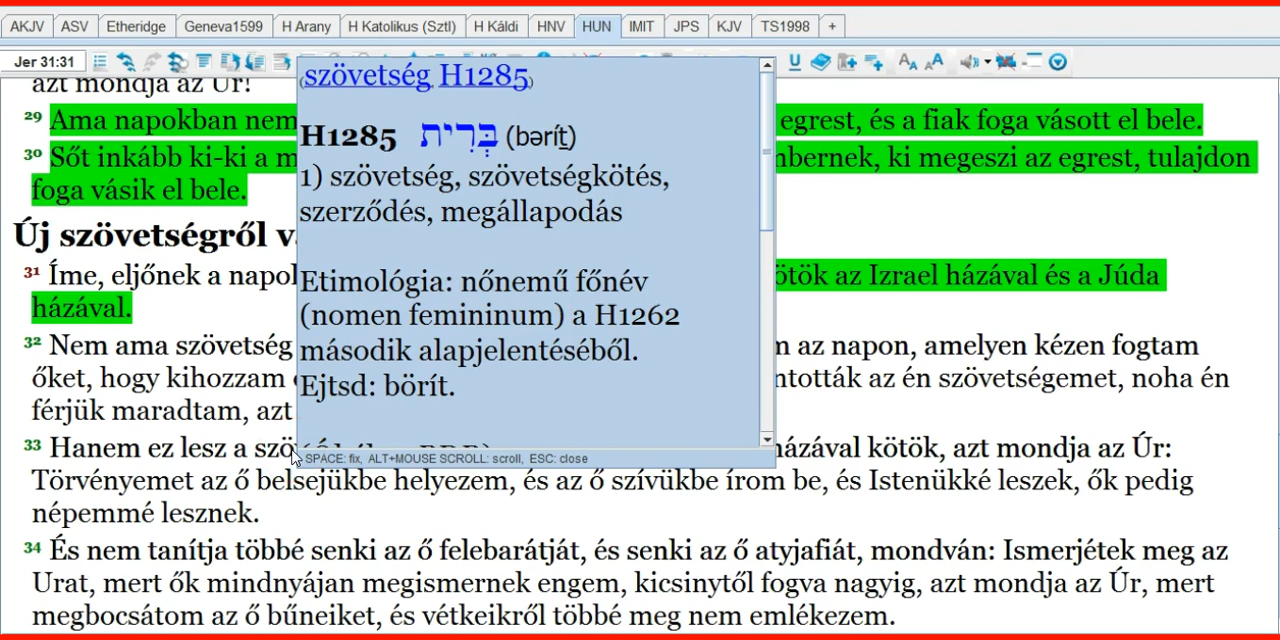 AKJV ASV Etheridge Geneva1599 H Arany H Katolikus (Sztl) H Káldi HNV HUN IMIT JPS KJV TS1998 +
Jer 31:31
azt mondja az Úr!
29 Ama napokban nem egrest, és a fiak foga vásott el bele.
30 Sőt inkább ki-ki a mbernek, ki megeszi az egrest, tulajdon
foga vásik el bele.
Új szövetségről
31 Íme, eljőnek a napol ötök az Izrael házával és a Júda
házával.
32 Nem ama szövetség az napon, amelyen kézen fogtam
őket, hogy kihozzam ntották az én szövetségemet, noha én
férjük maradtam, azt
33 Hanem ez lesz a szöv házával kötök, azt mondja az Úr:
Törvényemet az ő belsejükbe helyezem, és az ő szívükbe írom be, és Istenükké leszek, ők pedig
népemmé lesznek.
34 És nem tanítja többé senki az ő felebarátját, és senki az ő atyjafiát, mondván: Ismerjétek meg az
Urat, mert ők mindnyájan megismernek engem, kicsinytől fogva nagyig, azt mondja az Úr, mert
megbocsátom az ő bűneiket, és vétkeikről többé meg nem emlékezem.
(szövetség H1285)
H1285 בְּרִית (bərít)
1) szövetség, szövetségkötés,
szerződés, megállapodás
Etimológia: nőnemű főnév
(nomen femininum) a H1262
második alapjelentéséből.
Ejtsd: börít.
SPACE: fix, ALT+MOUSE SCROLL: scroll, ESC: close